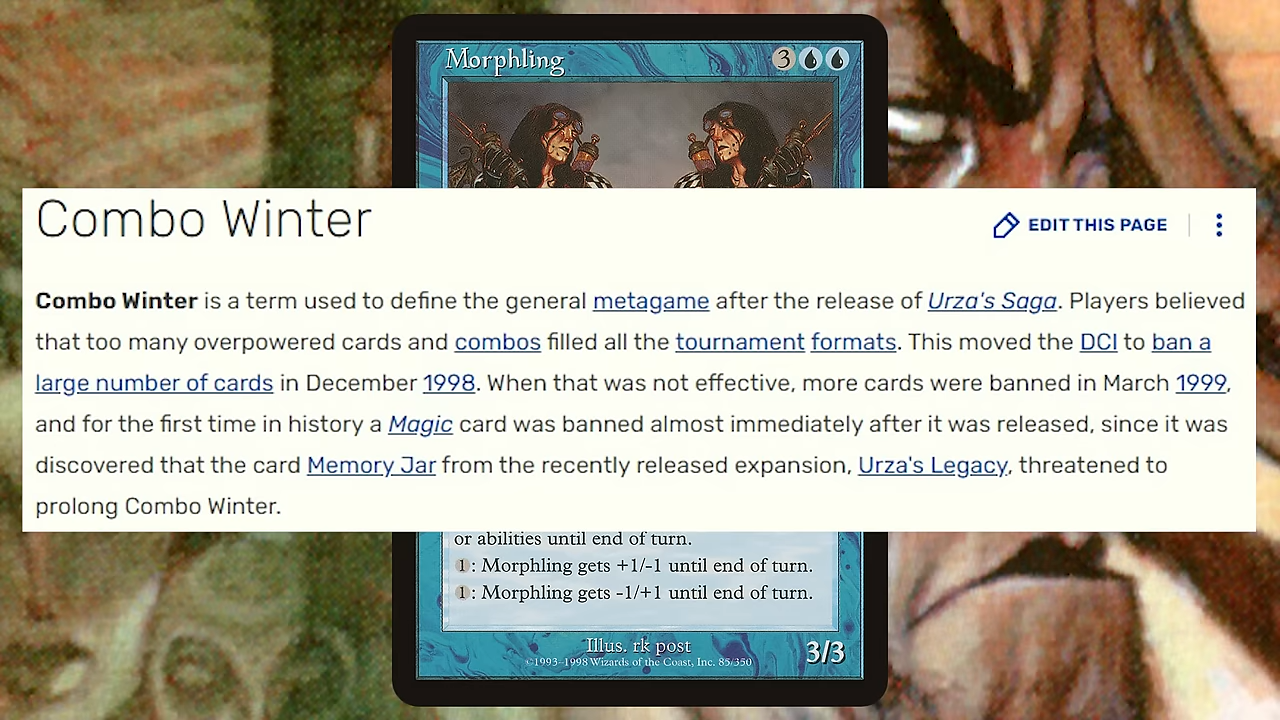 Morphling 3
Combo Winter
EDIT THIS PAGE
Combo Winter is a term used to define the general metagame after the release of Urza's Saga. Players believed
that too many overpowered cards and combos filled all the tournament formats. This moved the DCI to ban a
large number of cards in December 1998. When that was not effective, more cards were banned in March 1999,
and for the first time in history a Magic card was banned almost immediately after it was released, since it was
discovered that the card Memory Jar from the recently released expansion, Urza's Legacy, threatened to
prolong Combo Winter.
or abilities until end of turn.
1: Morphling gets +1/-1 until end of turn.
1: Morphling gets -1/+1 until end of turn.
Illus. rk post
©1993-1998 Wizards of the Coast, Inc. 85/350
3/3